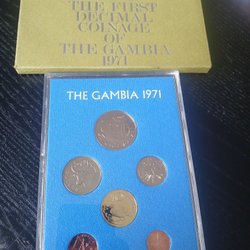 THE FIRST
DECIMAL
COINAGE
OF
THE GAMBIA
1971
THE GAMBIA 1971